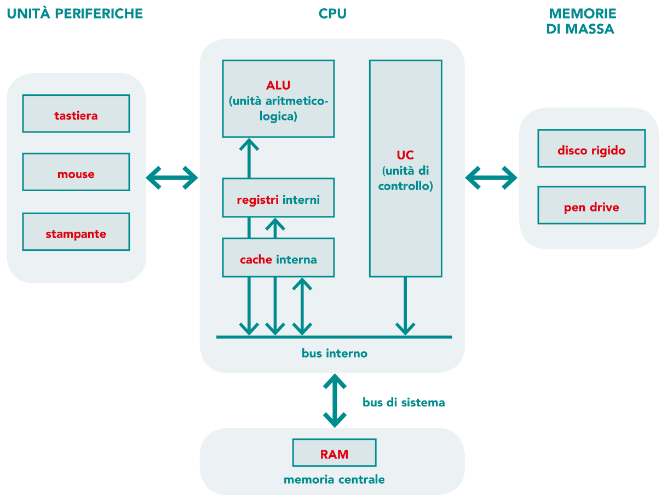 UNITÀ PERIFERICHE
tastiera
mouse
stampante
CPU
ALU
(unità aritmetico-
logica)
registri interni
cache interna
UC
(unità di
controllo)
bus interno
bus di sistema
RAM
memoria centrale
MEMORIE
DI MASSA
disco rigido
pen drive